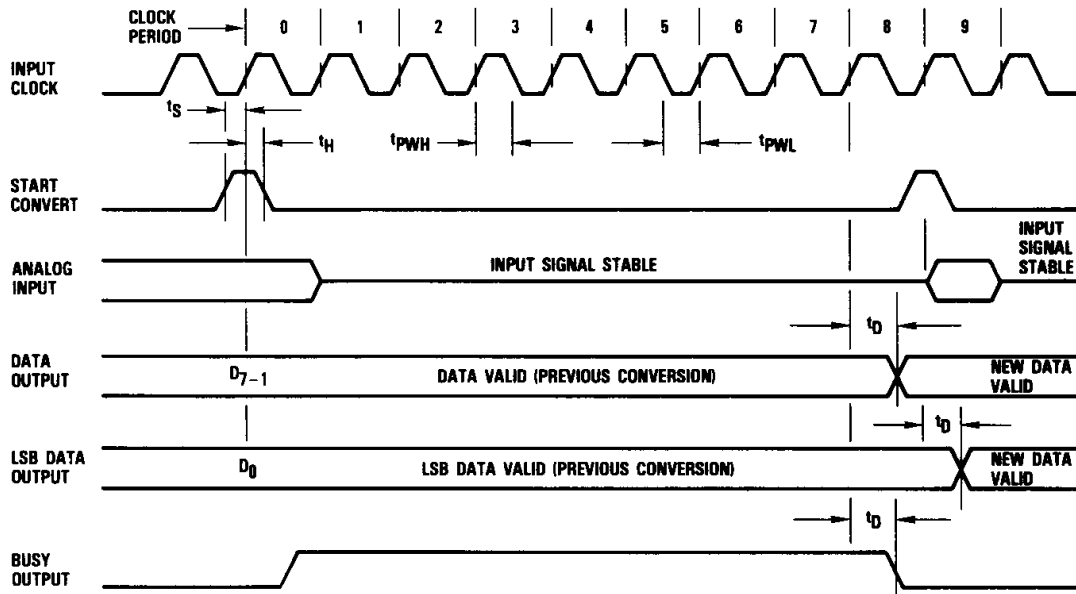 CLOCK
PERIOD
0 1 2 3 4 5 6 7 8 9
INPUT
CLOCK
tS
tH
tPWH
tPWL
START
CONVERT
INPUT
SIGNAL
STABLE
ANALOG
INPUT
INPUT SIGNAL STABLE
tD
DATA
OUTPUT
D7–1
DATA VALID (PREVIOUS CONVERSION)
NEW DATA
VALID
tD
LSB DATA
OUTPUT
D0
LSB DATA VALID (PREVIOUS CONVERSION)
NEW DATA
VALID
tD
BUSY
OUTPUT